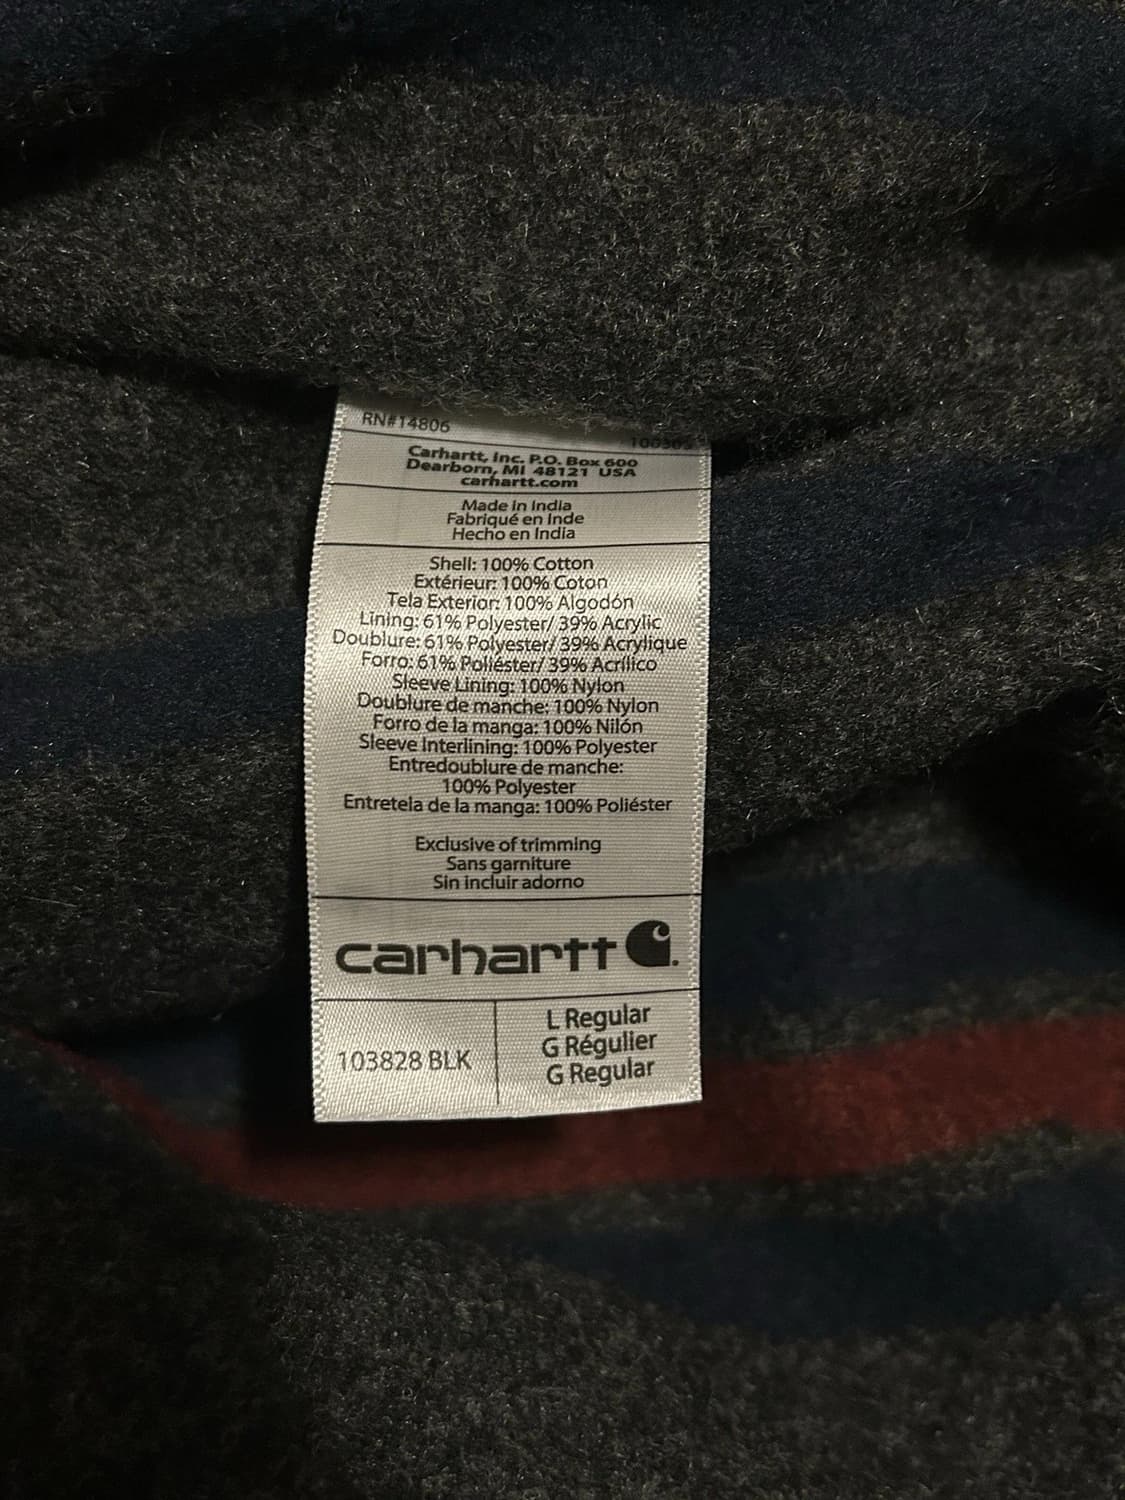 RN#14806
Carhartt, Inc. P.O. Box 600
Dearborn, MI 48121 USA
carhartt.com
Made in India
Fabriqué en Inde
Hecho en India
Shell: 100% Cotton
Extérieur: 100% Coton
Tela Exterior: 100% Algodón
Lining: 61% Polyester/ 39% Acrylic
Doublure: 61% Polyester/ 39% Acrylique
Forro: 61% Poliéster/ 39% Acrílico
Sleeve Lining: 100% Nylon
Doublure de manche: 100% Nylon
Forro de la manga: 100% Nilón
Sleeve Interlining: 100% Polyester
Entredoublure de manche:
100% Polyester
Entretela de la manga: 100% Poliéster
Exclusive of trimming
Sans garniture
Sin incluir adorno
carhartt
103828 BLK
L Regular
G Régulier
G Regular